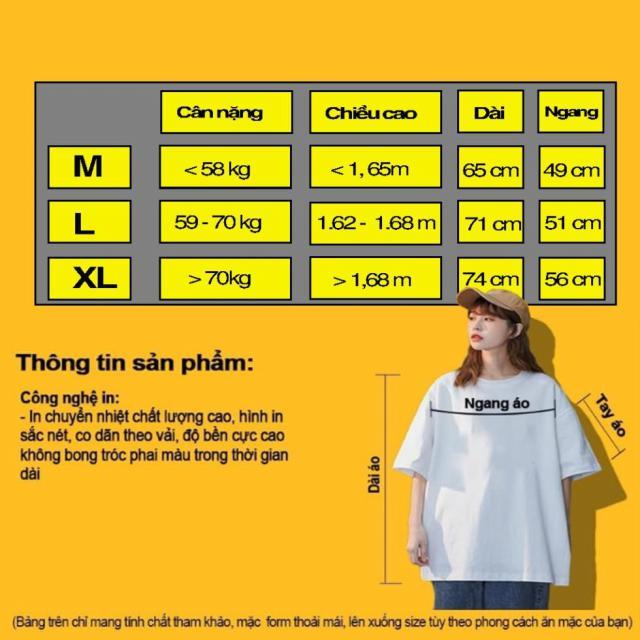 Cân nặng Chiều cao Dài Ngang
M < 58 kg < 1, 65m 65 cm 49 cm
L 59 - 70 kg 1.62 - 1.68 m 71 cm 51 cm
XL > 70kg > 1,68 m 74 cm 56 cm
Thông tin sản phẩm:
Công nghệ in:
- In chuyển nhiệt chất lượng cao, hình in
sắc nét, co dãn theo vải, độ bền cực cao
không bong tróc phai màu trong thời gian
dài
Ngang áo
Tay áo
Dài áo
(Bảng trên chỉ mang tính chất tham khảo, mặc form thoải mái, lên xuống size tùy theo phong cách ăn mặc của bạn)